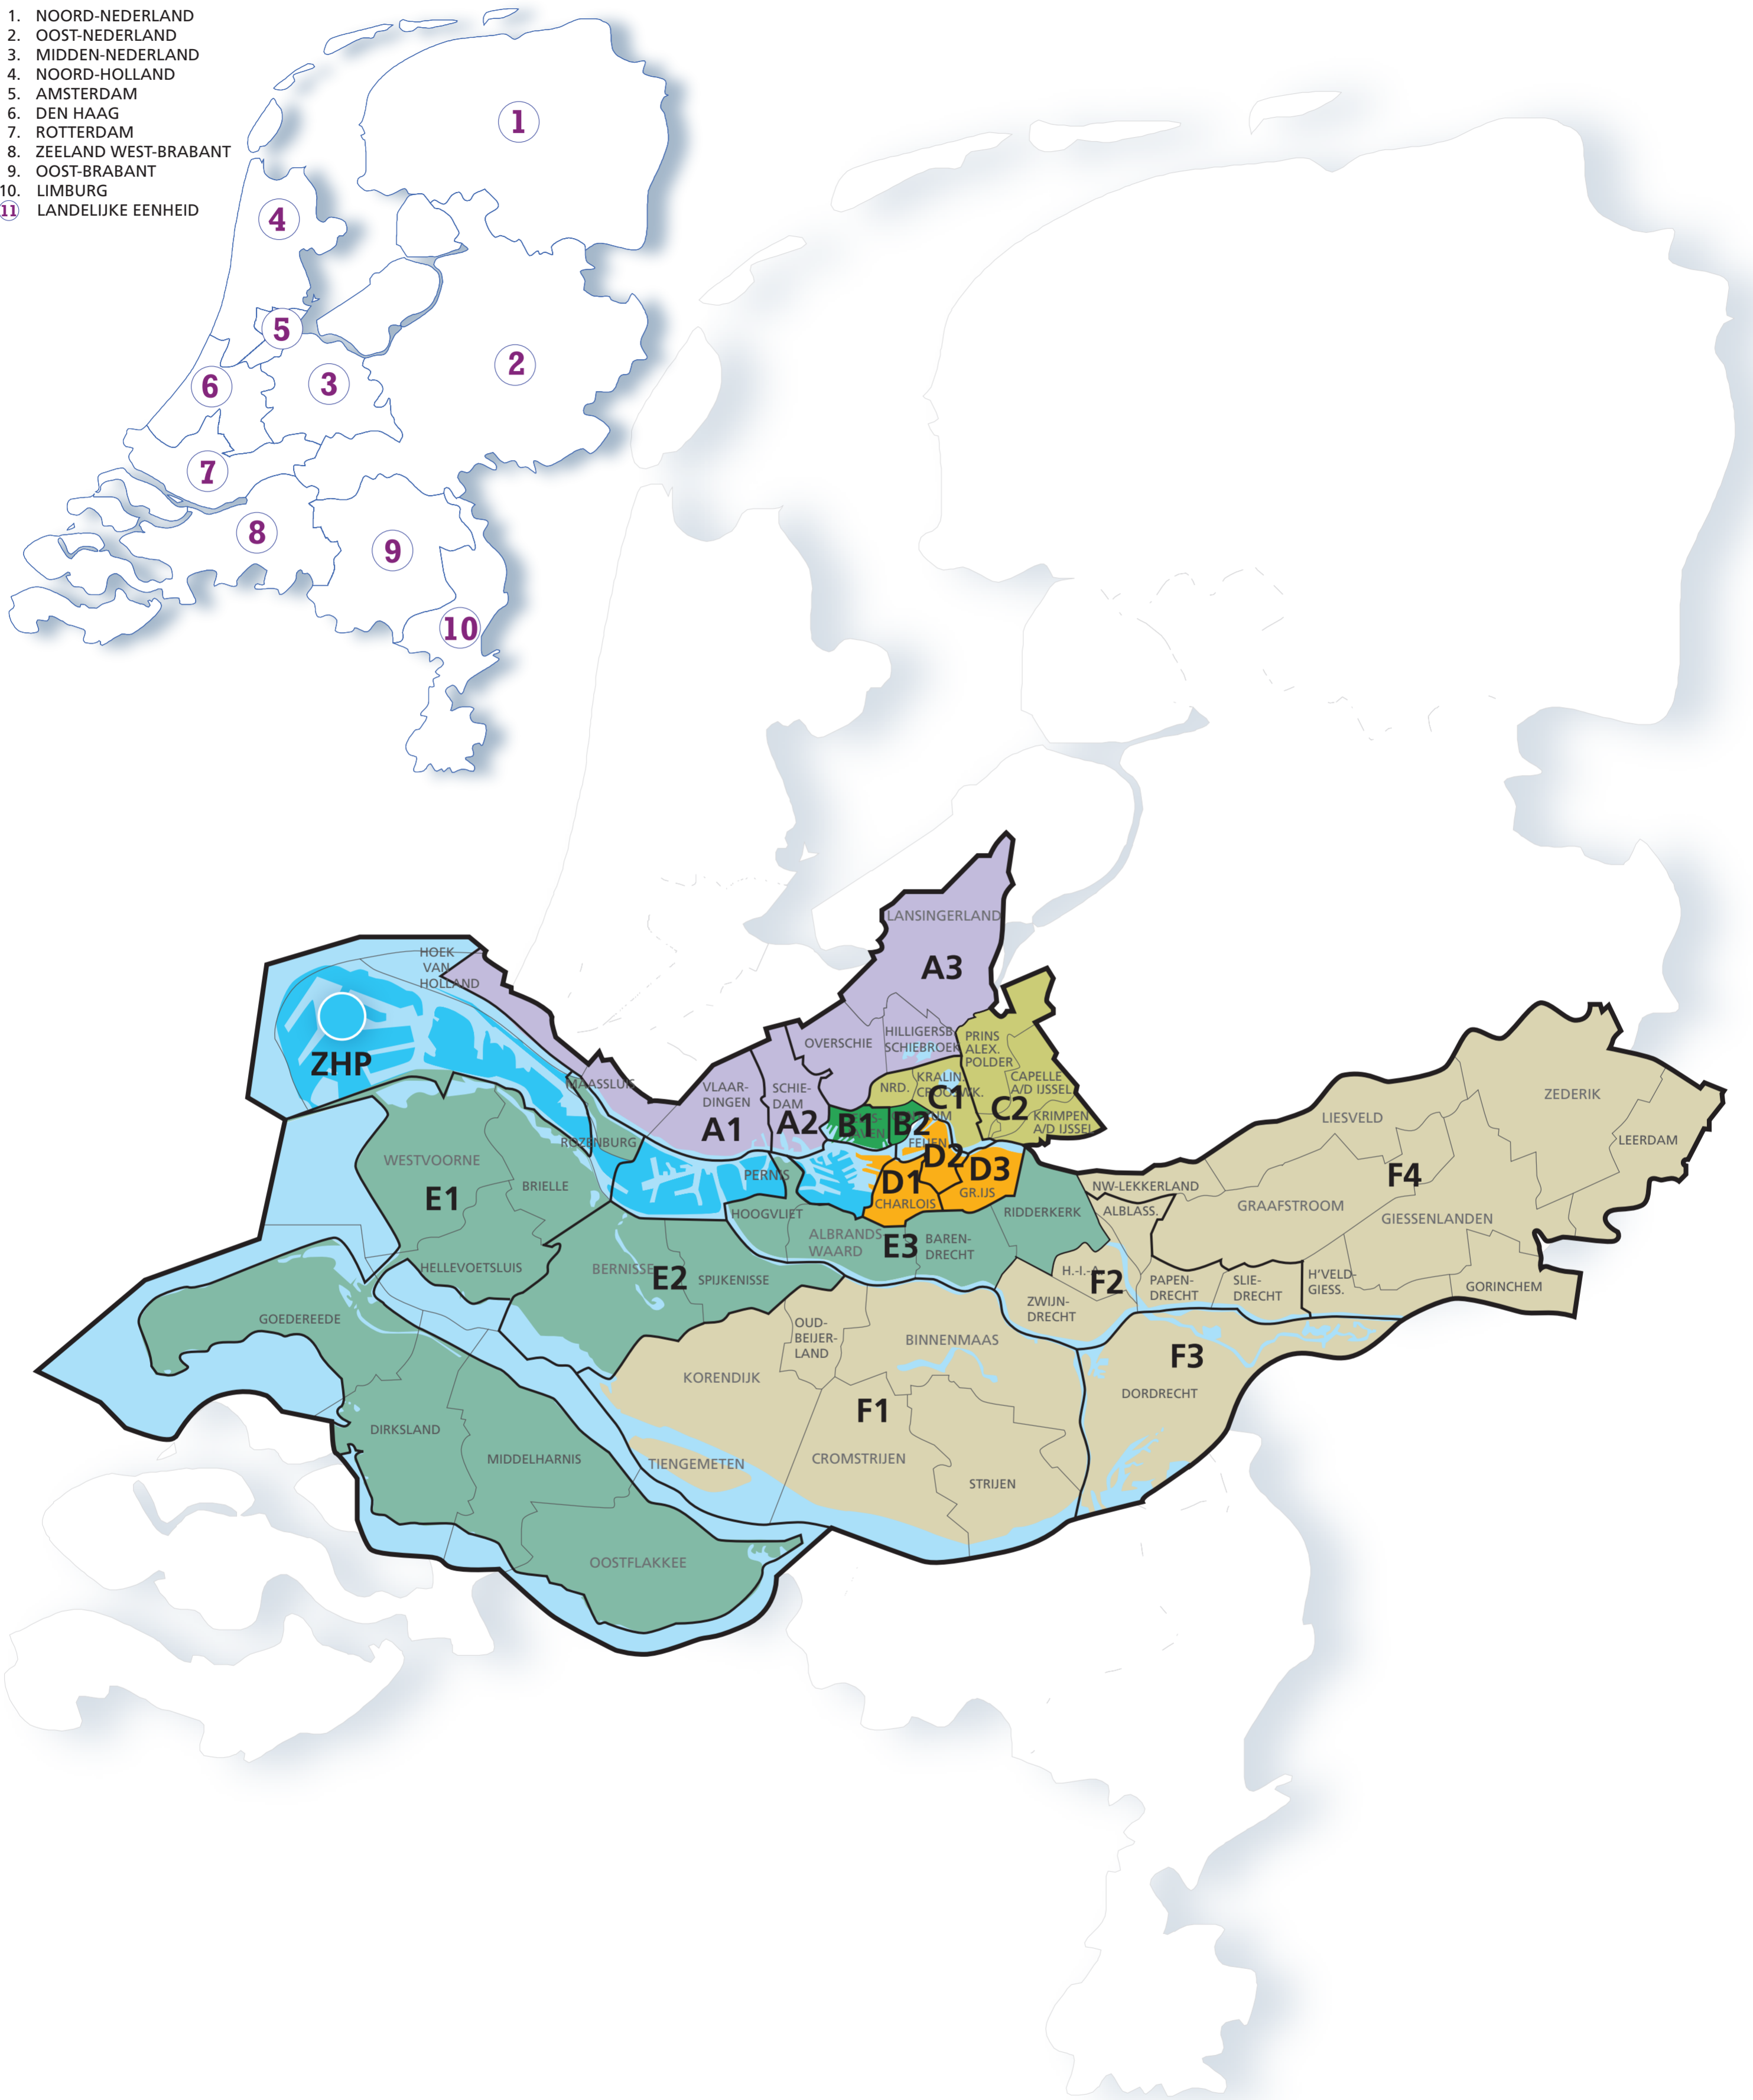 1. NOORD-NEDERLAND
2. OOST-NEDERLAND
3. MIDDEN-NEDERLAND
4. NOORD-HOLLAND
5. AMSTERDAM
6. DEN HAAG
7. ROTTERDAM
8. ZEELAND WEST-BRABANT
9. OOST-BRABANT
10. LIMBURG
11 LANDELIJKE EENHEID
1
4
5
2
6
3
7
8
9
10
LANSINGERLAND
A3
HOEK
VAN
HOLLAND
ZHP
OVERSCHIE
HILLIGERSB.
SCHIEBROEK
PRINS
ALEX.
POLDER
MAASSLUIS
VLAAR-
DINGEN
A1
SCHIE-
DAM
A2
NRD.
KRALIN.
CROOSWK.
C1
CAPELLE
A/D IJSSEL
C2
KRIMPEN
A/D IJSSEL
B1
B2
FEIJEN.
D2
D3
GR.IJS
D1
CHARLOIS
ROZENBURG
PERNIS
WESTVOORNE
E1
BRIELLE
HOOGVLIET
ALBRANDS
WAARD
E3
BAREN-
DRECHT
RIDDERKERK
HELLEVOETSLUIS
BERNISSE
E2
SPIJKENISSE
ZEDERIK
LIESVELD
LEERDAM
F4
NW-LEKKERLAND
ALBLASS.
GRAAFSTROOM
GIESSENLANDEN
H.-I.-A.
F2
PAPEN-
DRECHT
SLIE-
DRECHT
H'VELD-
GIESS.
GORINCHEM
ZWIJN-
DRECHT
GOEDEREEDE
OUD-
BEIJER-
LAND
BINNENMAAS
F3
KORENDIJK
DORDRECHT
F1
DIRKSLAND
MIDDELHARNIS
TIENGEMETEN
CROMSTRIJEN
STRIJEN
OOSTFLAKKEE